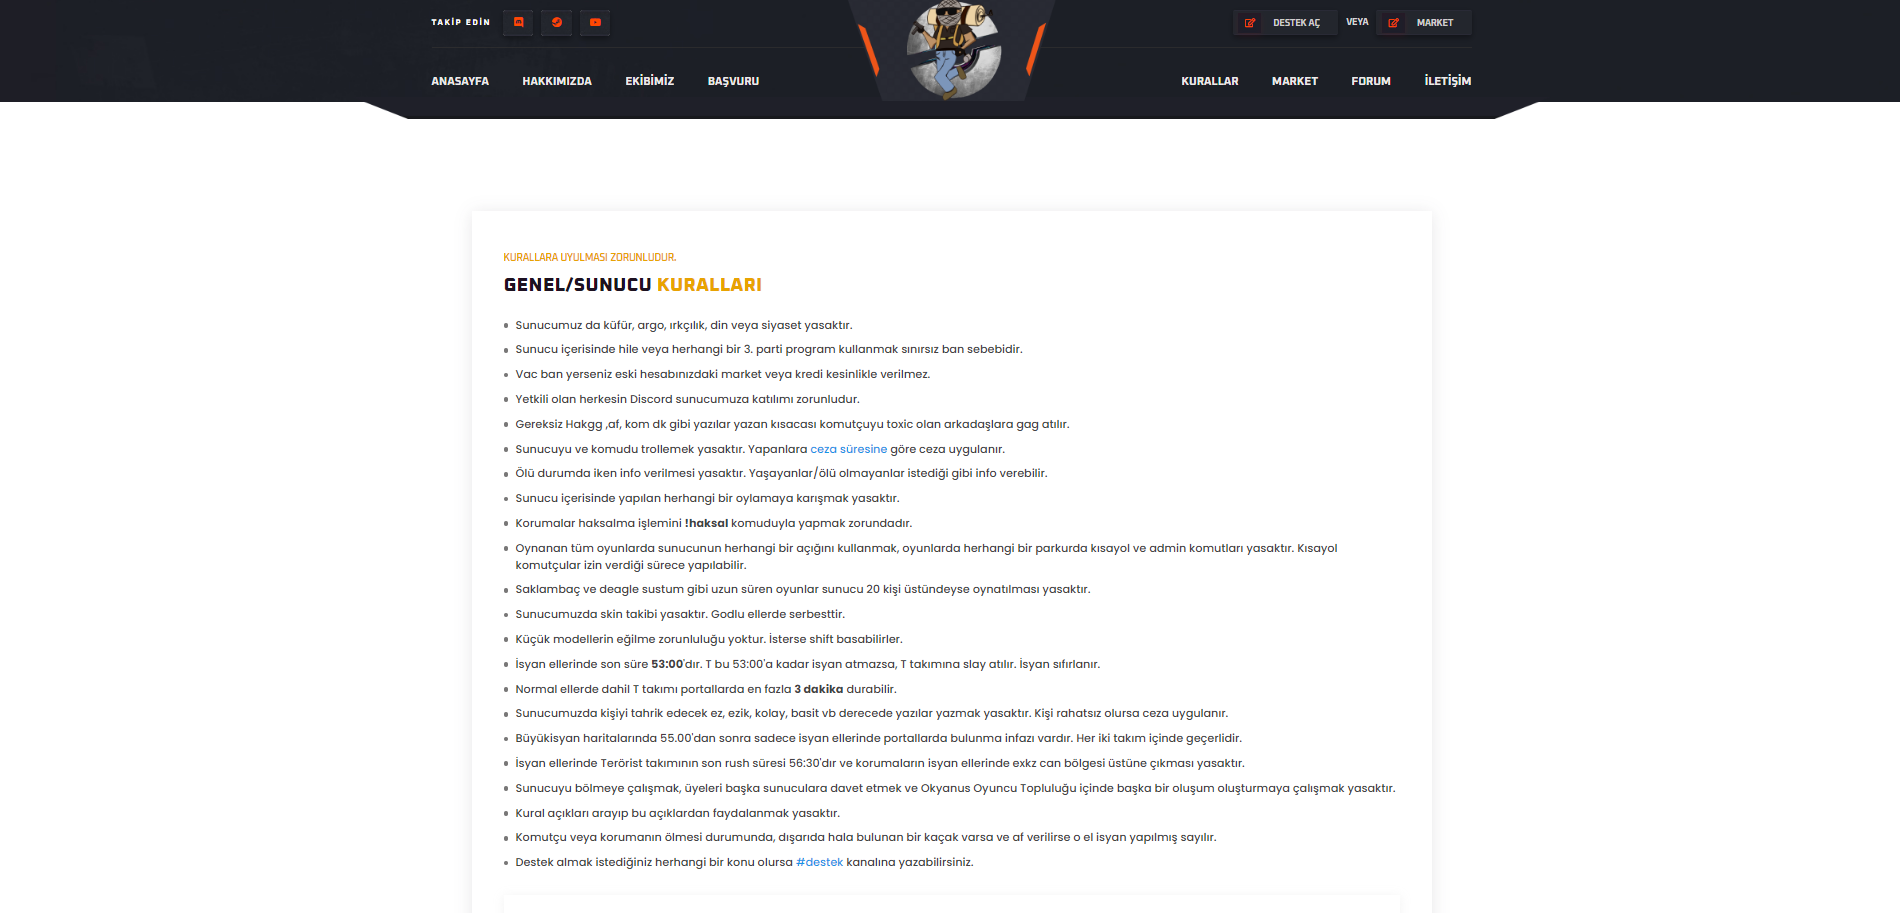 TAKİP EDİN
DESTEK AÇ VEYA MARKET
ANASAYFA HAKKIMIZDA EKİBİMİZ BAŞVURU KURALLAR MARKET FORUM İLETİŞİM
KURALLARA UYULMASI ZORUNLUDUR.
GENEL/SUNUCU KURALLARI
Sunucumuz da küfür, argo, ırkçılık, din veya siyaset yasaktır.
Sunucu içerisinde hile veya herhangi bir 3. parti program kullanmak sınırsız ban sebebidir.
Vac ban yerseniz eski hesabınızdaki market veya kredi kesinlikle verilmez.
Yetkili olan herkesin Discord sunucumuza katılımı zorunludur.
Gereksiz Hakgg ,af, kom dk gibi yazılar yazan kısacası komutçuyu toxic olan arkadaşlara gag atılır.
Sunucuyu ve komudu trollemek yasaktır. Yapanlara ceza süresine göre ceza uygulanır.
Ölü durumda iken info verilmesi yasaktır. Yaşayanlar/ölü olmayanlar istediği gibi info verebilir.
Sunucu içerisinde yapılan herhangi bir oylamaya karışmak yasaktır.
Korumalar haksalma işlemini !haksal komuduyla yapmak zorundadır.
Oynanan tüm oyunlarda sunucunun herhangi bir açığını kullanmak, oyunlarda herhangi bir parkurda kısayol ve admin komutları yasaktır. Kısayol
komutçular izin verdiği sürece yapılabilir.
Saklambaç ve deagle sustum gibi uzun süren oyunlar sunucu 20 kişi üstündeyse oynatılması yasaktır.
Sunucumuzda skin takibi yasaktır. Godlu ellerde serbesttir.
Küçük modellerin eğilme zorunluluğu yoktur. İsterse shift basabilirler.
İsyan ellerinde son süre 53:00'dır. T bu 53:00'a kadar isyan atmazsa, T takımına slay atılır. İsyan sıfırlanır.
Normal ellerde dahil T takımı portallarda en fazla 3 dakika durabilir.
Sunucumuzda kişiyi tahrik edecek ez, ezik, kolay, basit vb derecede yazılar yazmak yasaktır. Kişi rahatsız olursa ceza uygulanır.
Büyükisyan haritalarında 55.00'dan sonra sadece isyan ellerinde portallarda bulunma infazı vardır. Her iki takım içinde geçerlidir.
İsyan ellerinde Terörist takımının son rush süresi 56:30'dır ve korumaların isyan ellerinde exkz can bölgesi üstüne çıkması yasaktır.
Sunucuyu bölmeye çalışmak, üyeleri başka sunuculara davet etmek ve Okyanus Oyuncu Topluluğu içinde başka bir oluşum oluşturmaya çalışmak yasaktır.
Kural açıkları arayıp bu açıklardan faydalanmak yasaktır.
Komutçu veya korumanın ölmesi durumunda, dışarıda hala bulunan bir kaçak varsa ve af verilirse o el isyan yapılmış sayılır.
Destek almak istediğiniz herhangi bir konu olursa #destek kanalına yazabilirsiniz.